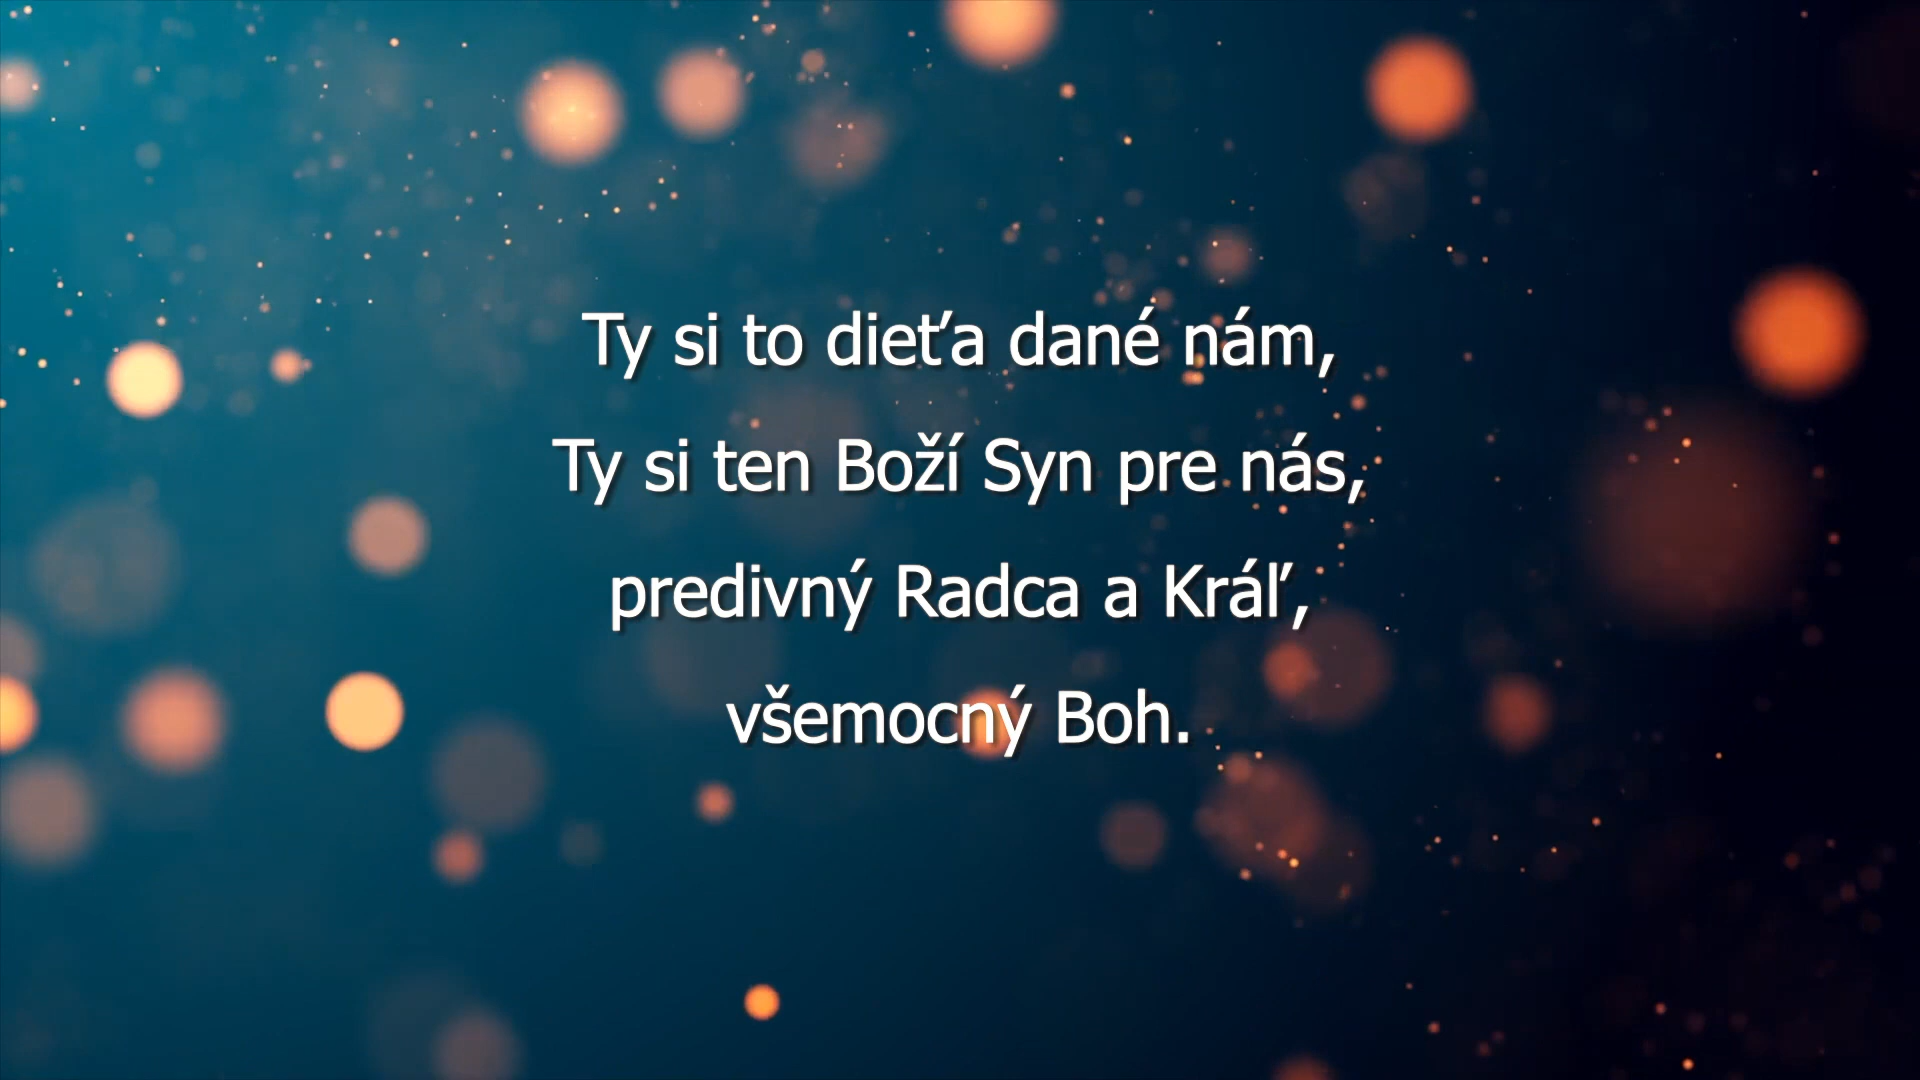 Ty si to dieťa dané nám,
Ty si ten Boží Syn pre nás,
predivný Radca a Kráľ,
všemocný Boh.